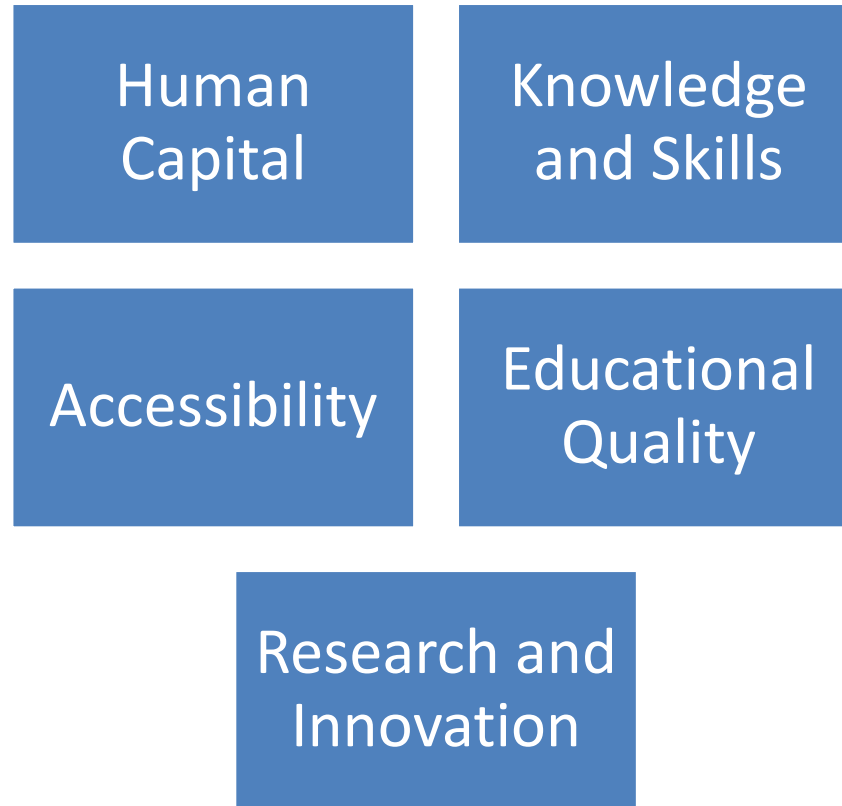 Human
Capital
Knowledge
and Skills
Accessibility
Educational
Quality
Research and
Innovation